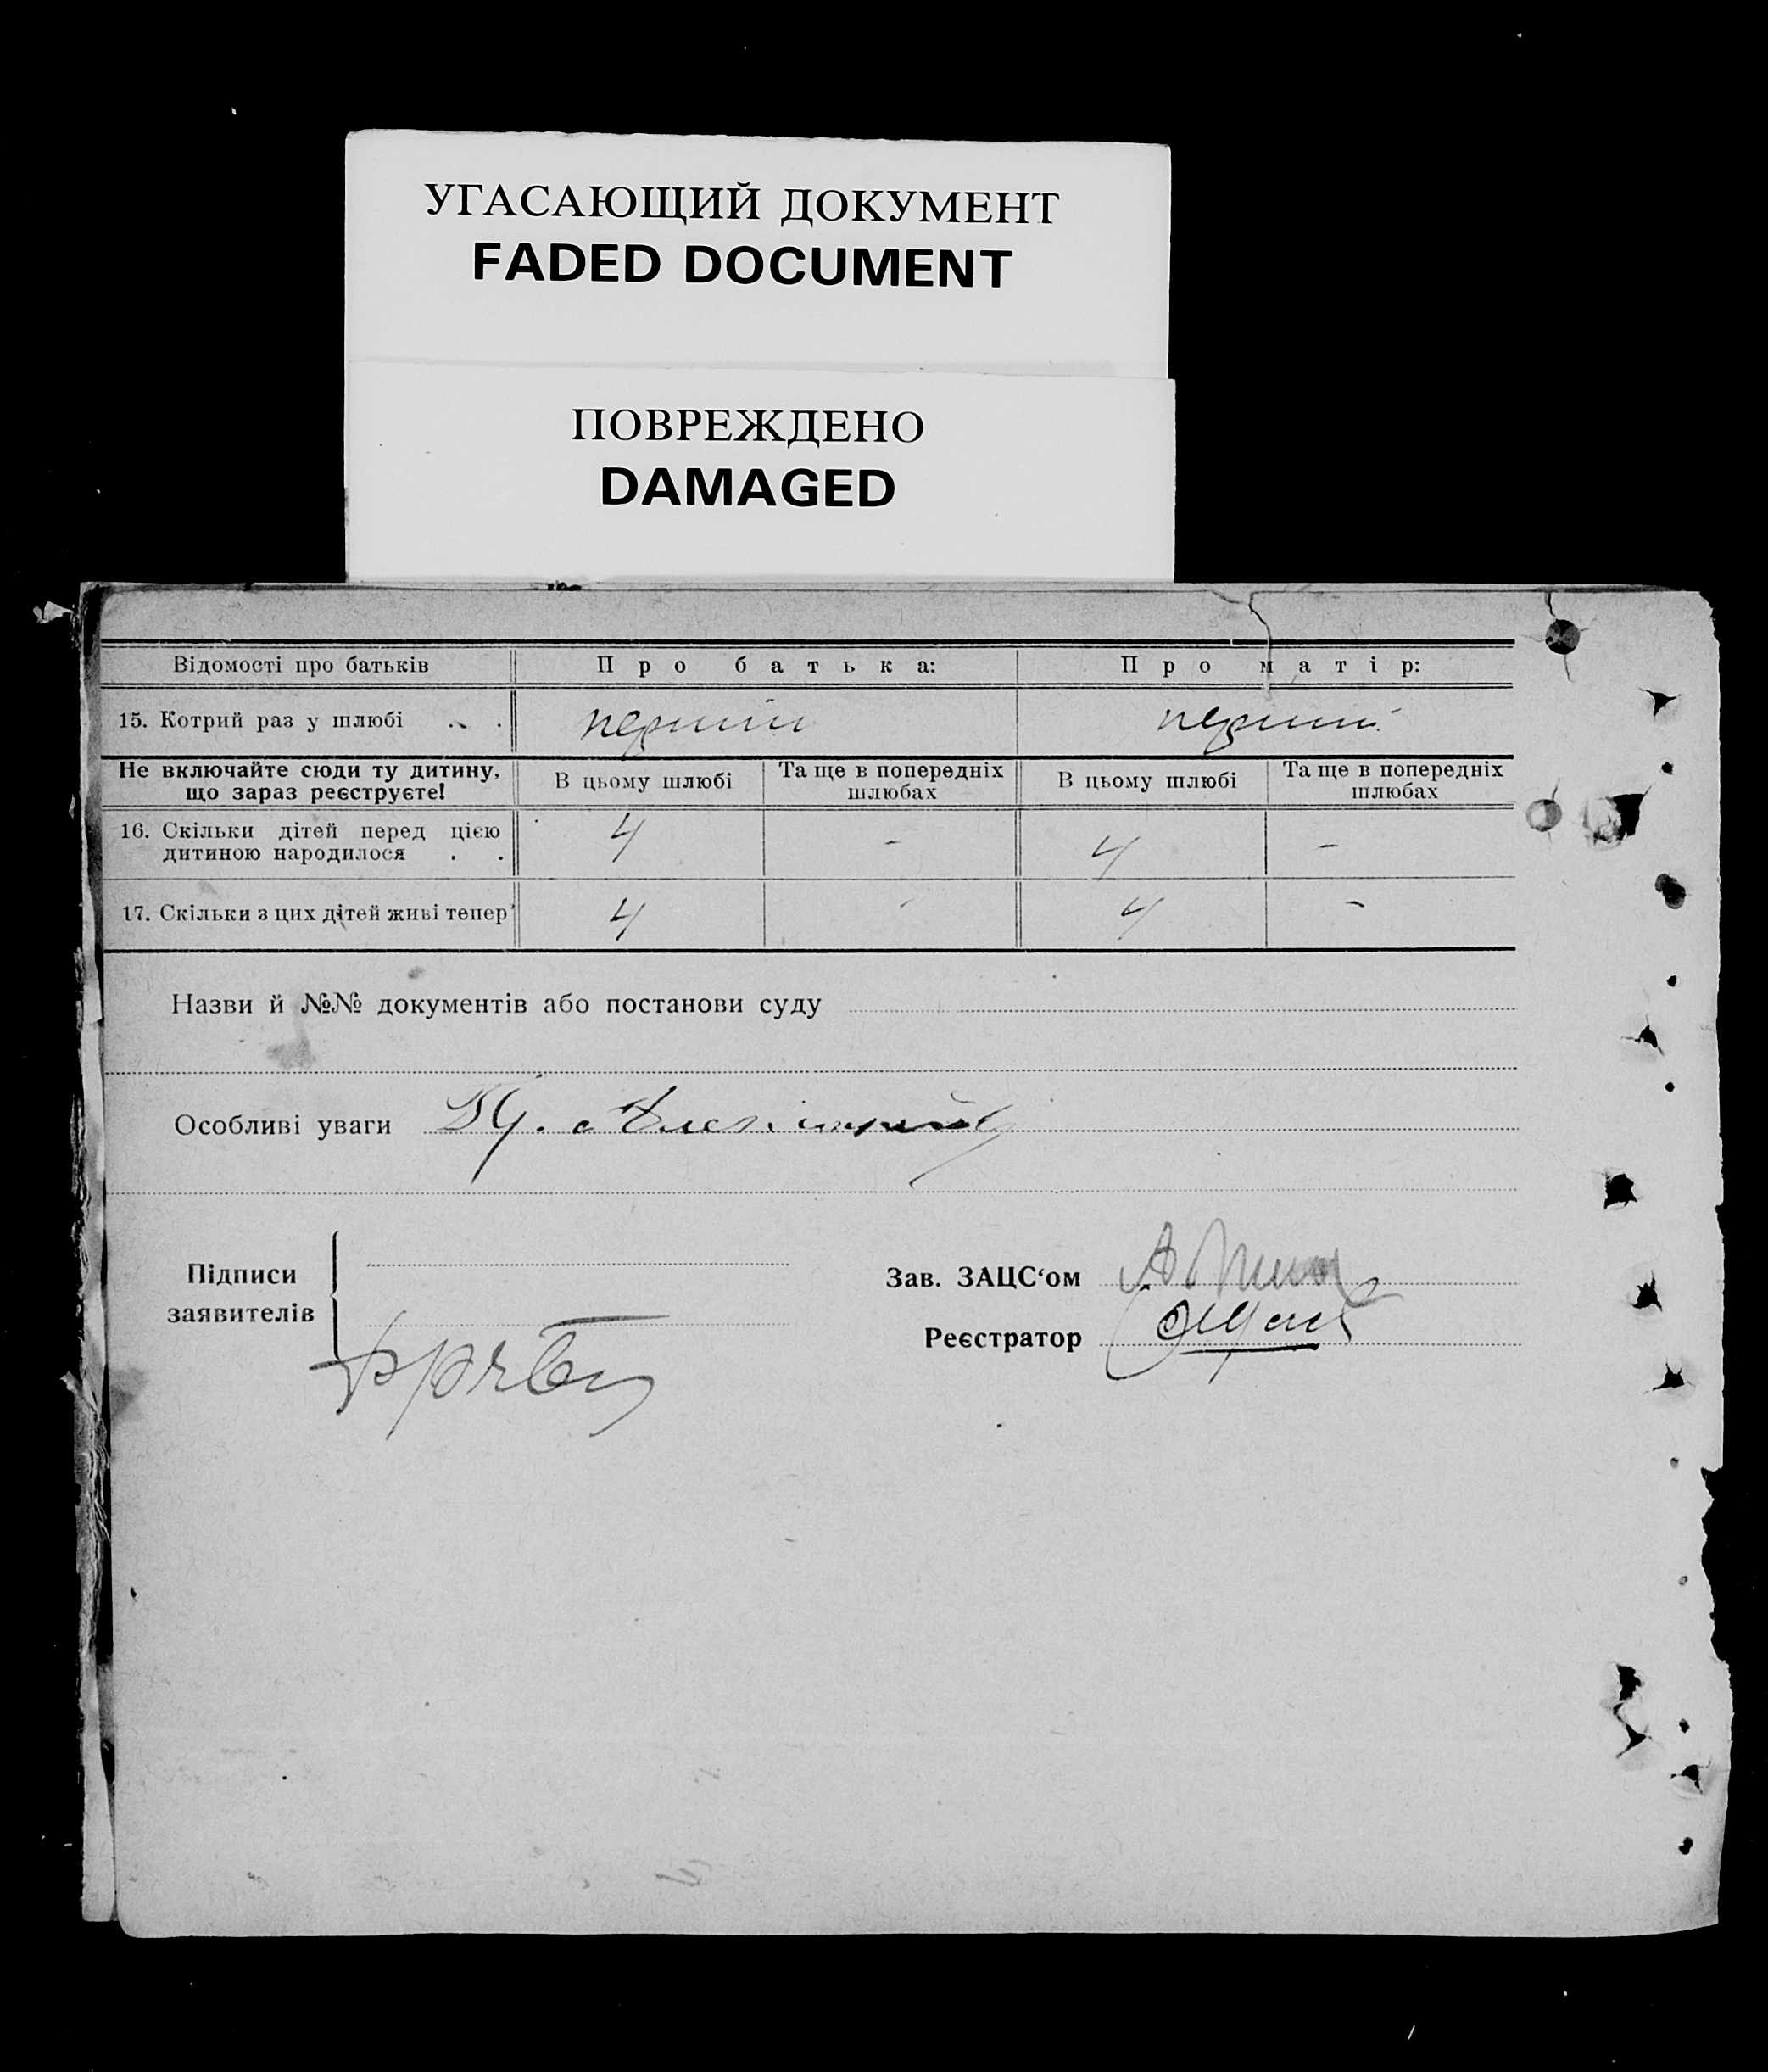 УГАСАЮЩИЙ ДОКУМЕНТ
FADED DOCUMENT
ПОВРЕЖДЕНО
DAMAGED
Відомості про батьків Про батька: Про матір:
15. Котрий раз у шлюбі . . перший перший
Не включайте сюди ту дитину, що зараз реєструєте! В цьому шлюбі Та ще в попередніх шлюбах В цьому шлюбі Та ще в попередніх шлюбах
16. Скільки дітей перед цією дитиною народилося . . 4 - 4 -
17. Скільки з цих дітей живі тепер 4 - 4 -
Назви й №№ документів або постанови суду
Особливі уваги
Підписи заявителів
Зав. ЗАЦС‘ом
Реєстратор